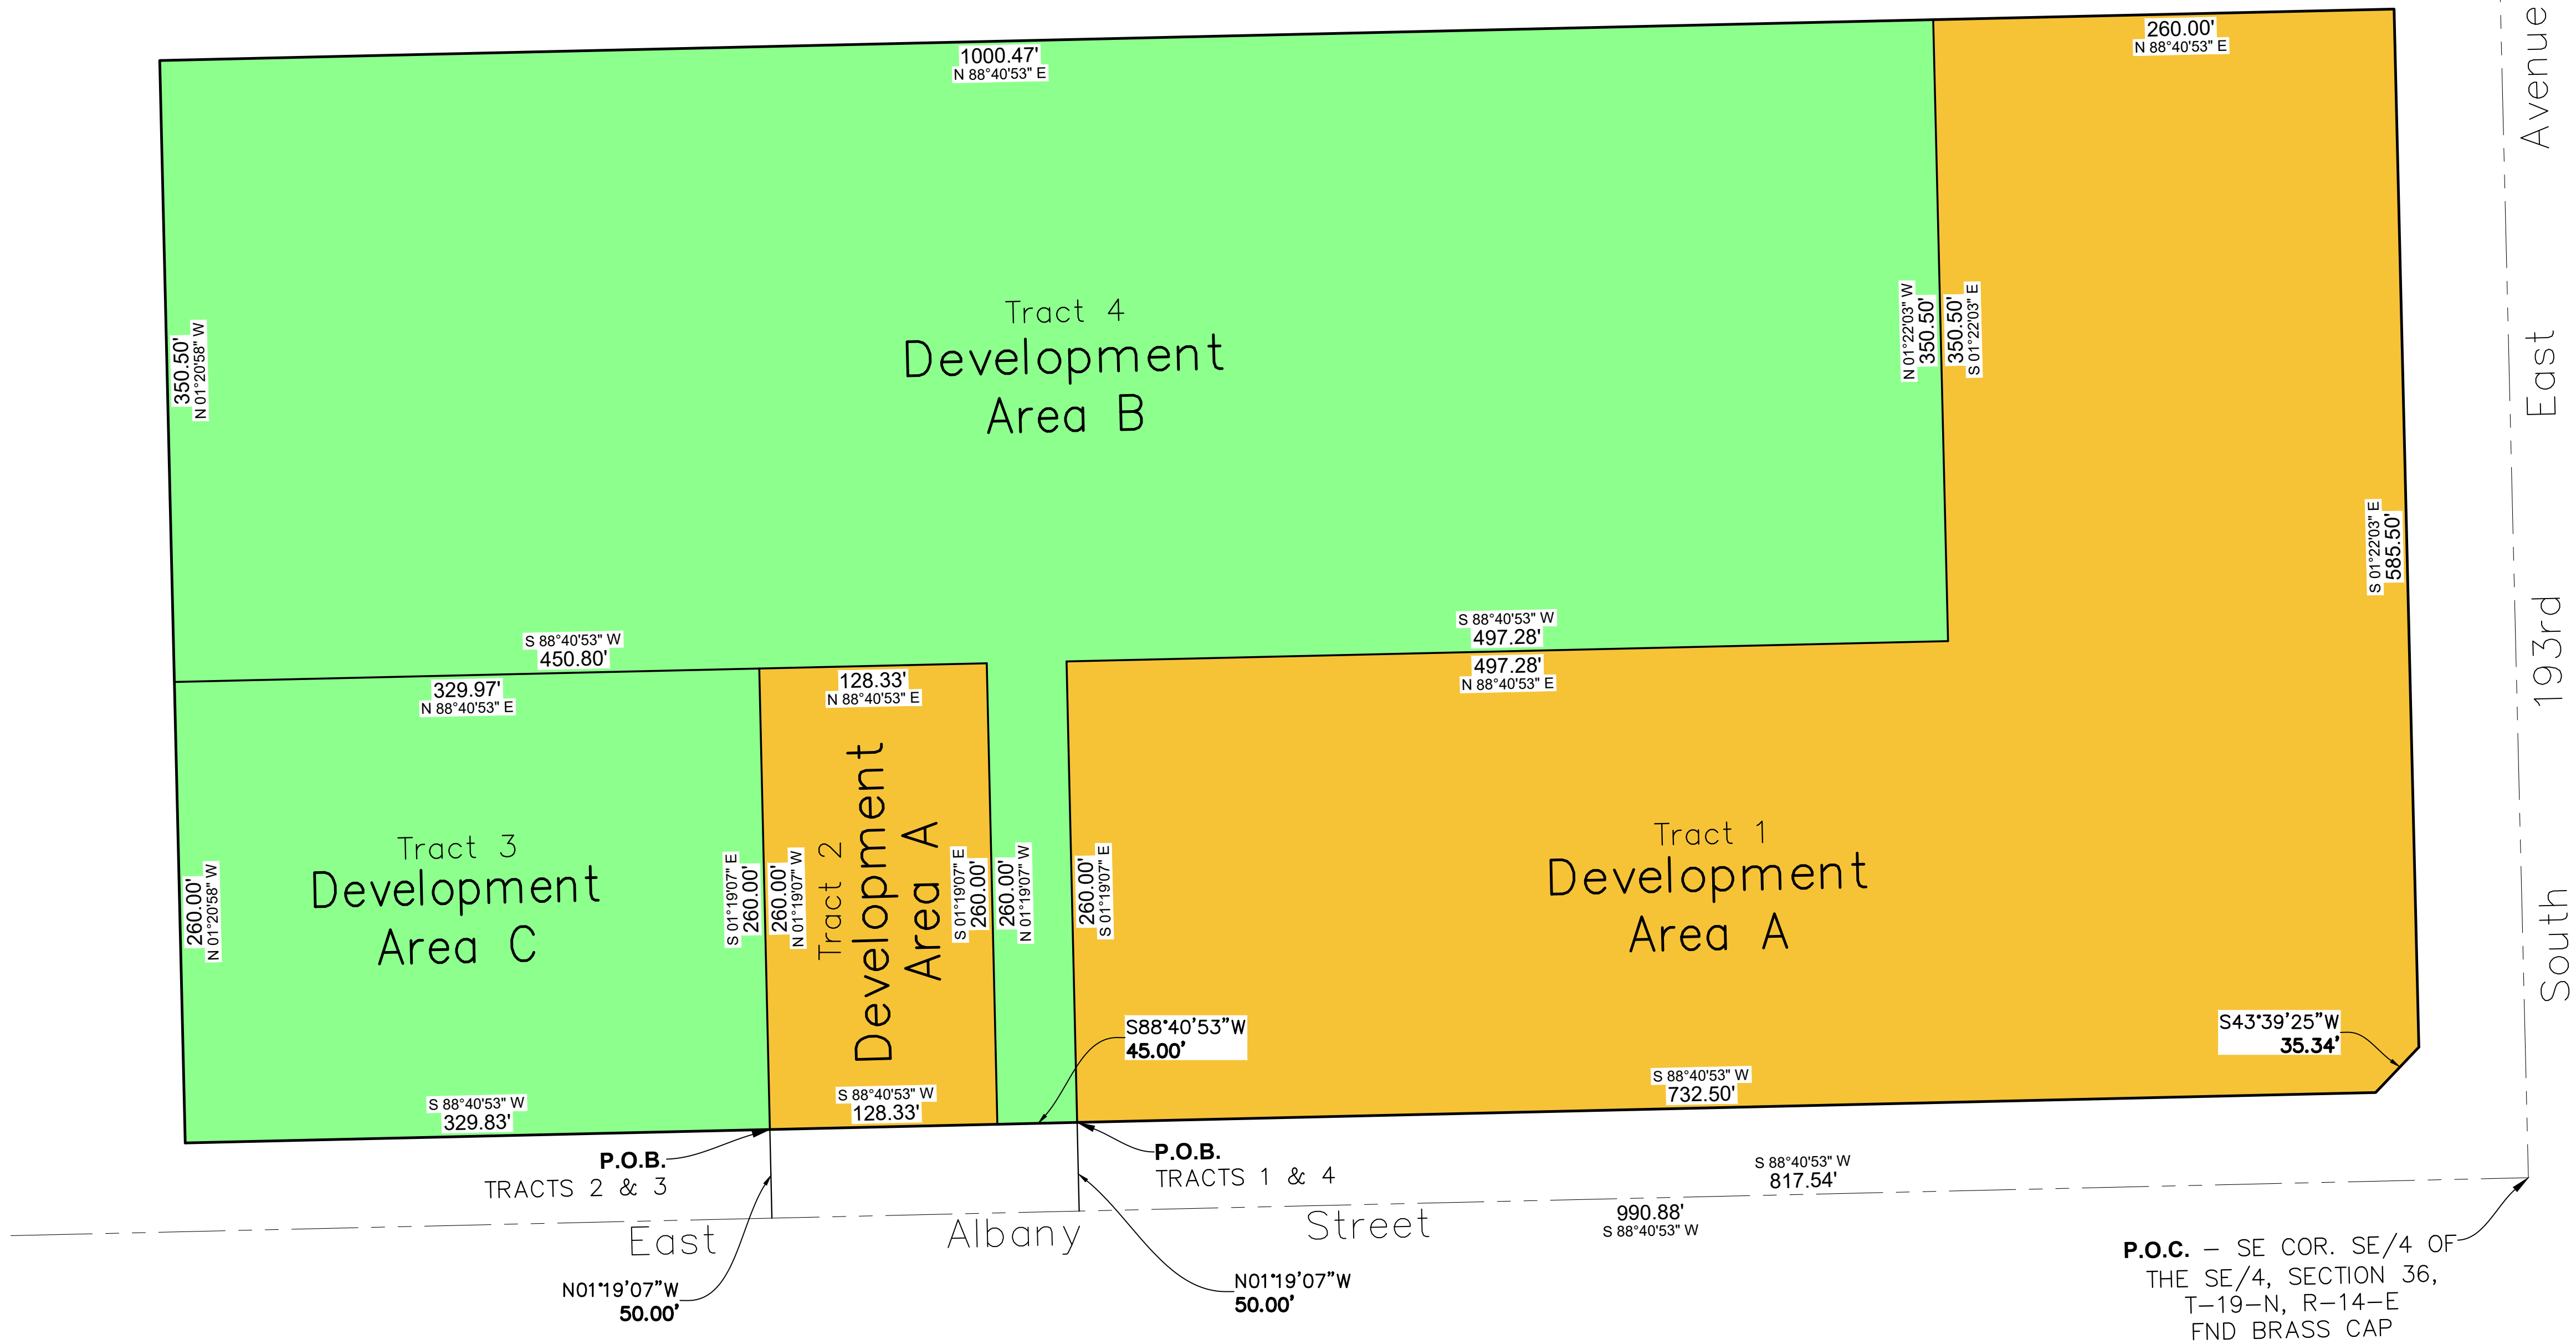 1000.47'
N 88°40'53" E
260.00'
N 88°40'53" E
Tract 4
Development
Area B
350.50'
N 01°20'58" W
N 01°22'03" W
350.50'
350.50'
S 01°22'03" E
S 01°22'03" E
585.50'
S 88°40'53" W
450.80'
329.97'
N 88°40'53" E
128.33'
N 88°40'53" E
S 88°40'53" W
497.28'
497.28'
N 88°40'53" E
Tract 3
Development
Area C
260.00'
N 01°20'58" W
S 01°19'07" E
260.00'
260.00'
N 01°19'07" W
Tract 2
Development
Area A
S 01°19'07" E
260.00'
260.00'
N 01°19'07" W
260.00'
S 01°19'07" E
Tract 1
Development
Area A
S88°40'53"W
45.00'
S43°39'25"W
35.34'
S 88°40'53" W
329.83'
S 88°40'53" W
128.33'
S 88°40'53" W
732.50'
P.O.B.
TRACTS 2 & 3
P.O.B.
TRACTS 1 & 4
S 88°40'53" W
817.54'
990.88'
S 88°40'53" W
East Albany Street
South 193rd East Avenue
N01°19'07"W
50.00'
N01°19'07"W
50.00'
P.O.C. - SE COR. SE/4 OF
THE SE/4, SECTION 36,
T-19-N, R-14-E
FND BRASS CAP